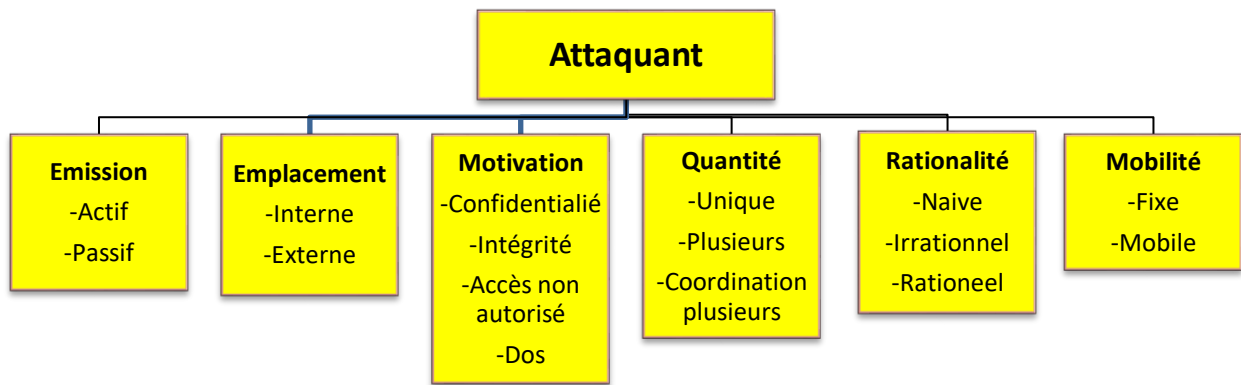 Attaquant
Emission
-Actif
-Passif
Emplacement
-Interne
-Externe
Motivation
-Confidentialié
-Intégrité
-Accès non
autorisé
-Dos
Quantité
-Unique
-Plusieurs
-Coordination
plusieurs
Rationalité
-Naive
-Irrationnel
-Rationeel
Mobilité
-Fixe
-Mobile